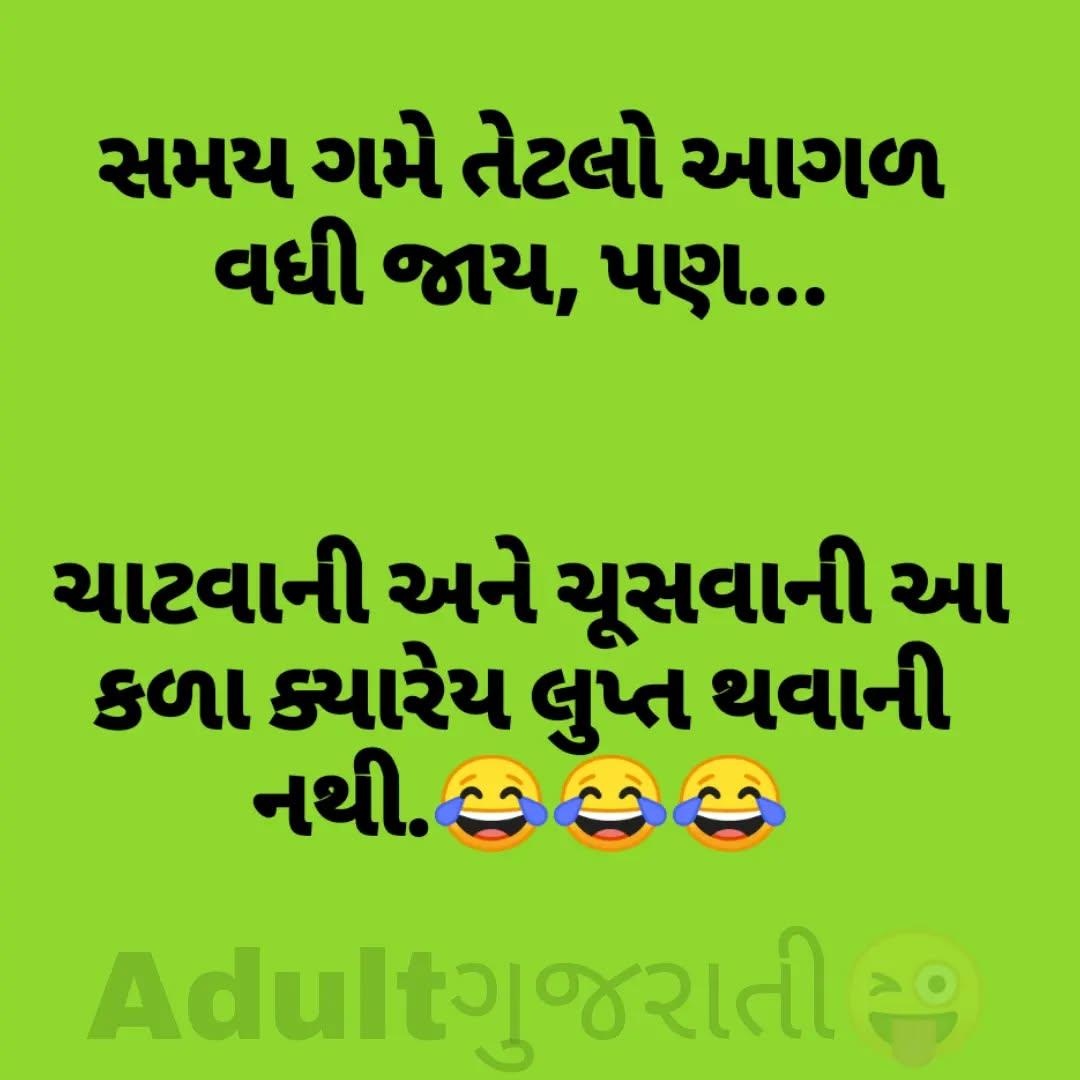 સમય ગમે તેટલો આગળ
વધી જાય, પણ...
ચાટવાની અને ચૂસવાની આ
કળા ક્યારેય લુપ્ત થવાની
નથી.😂😂😂
Adultગુજરાતી😜